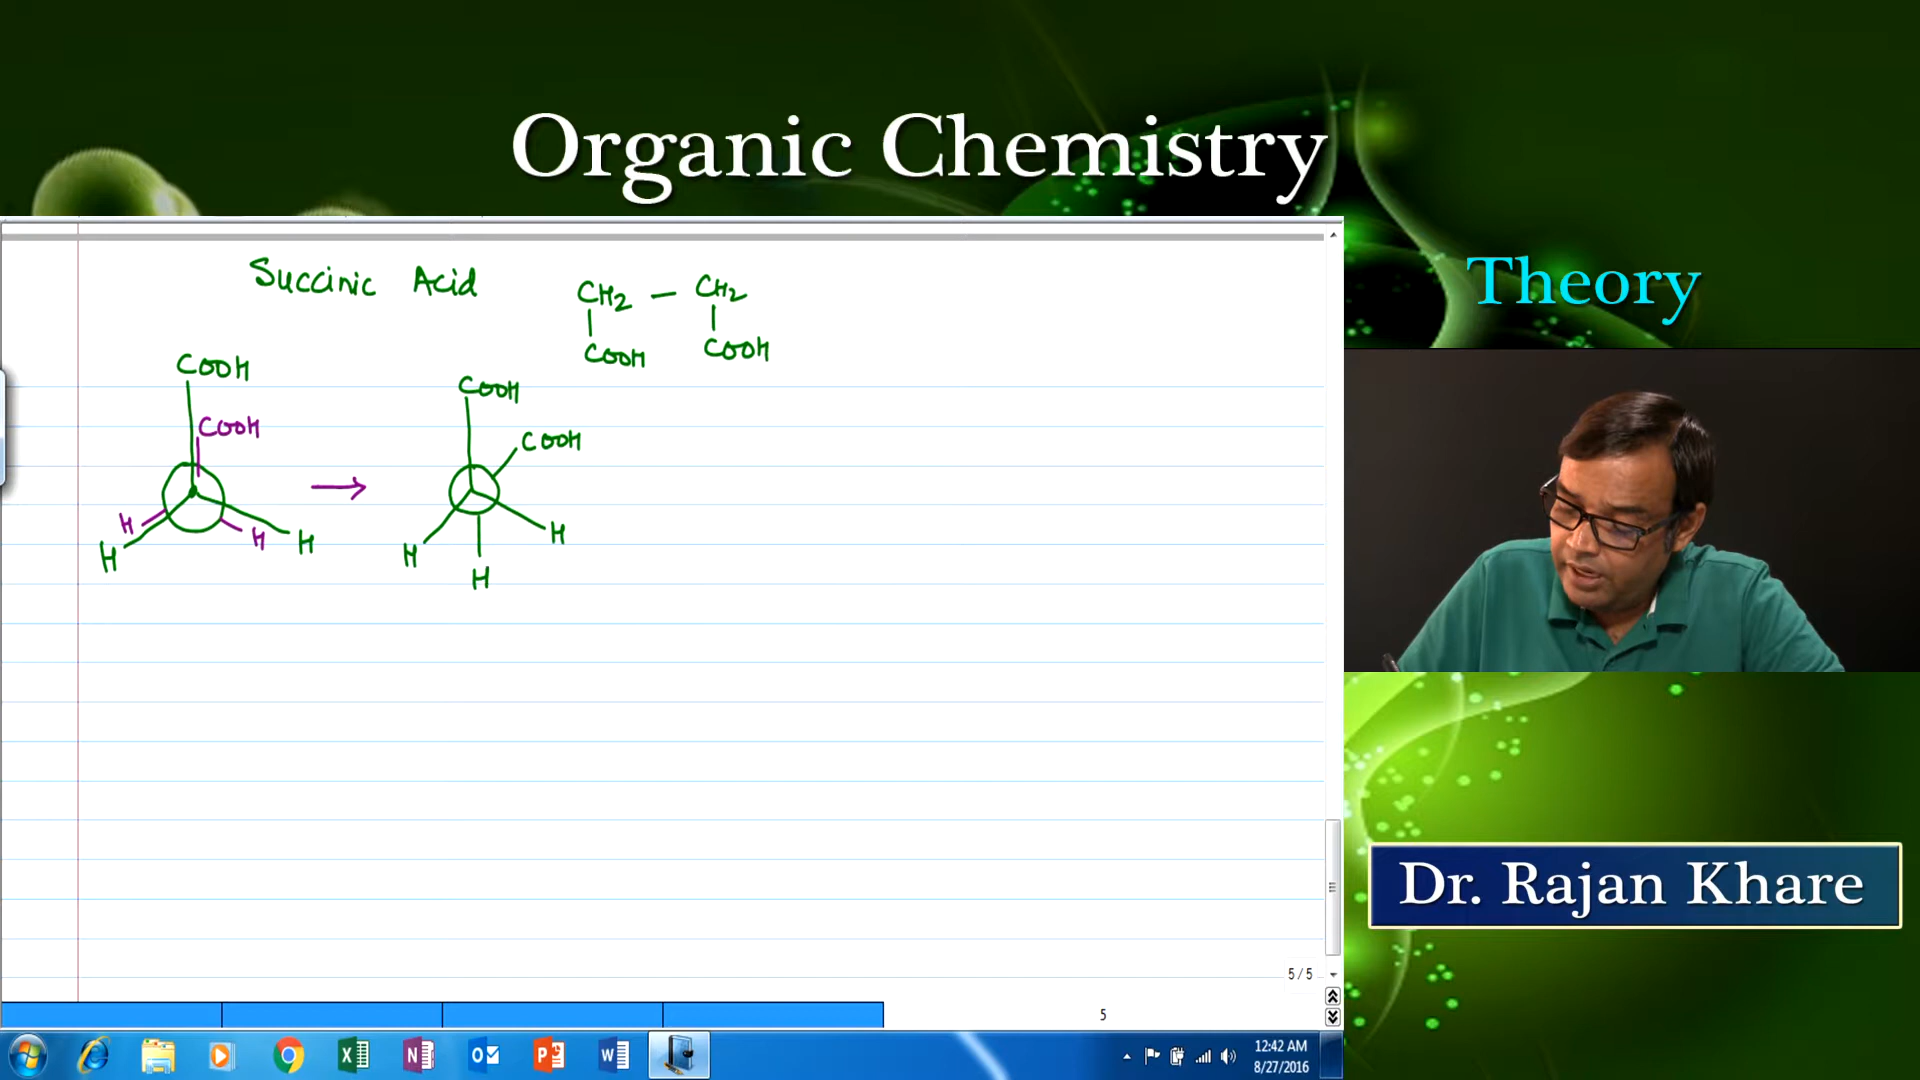 Organic Chemistry
Theory
Succinic Acid
CH2 — CH2
COOH COOH
COOH
COOH
H
H
H
H
COOH
COOH
H
H
H
Dr. Rajan Khare
5/5
5
12:42 AM
8/27/2016